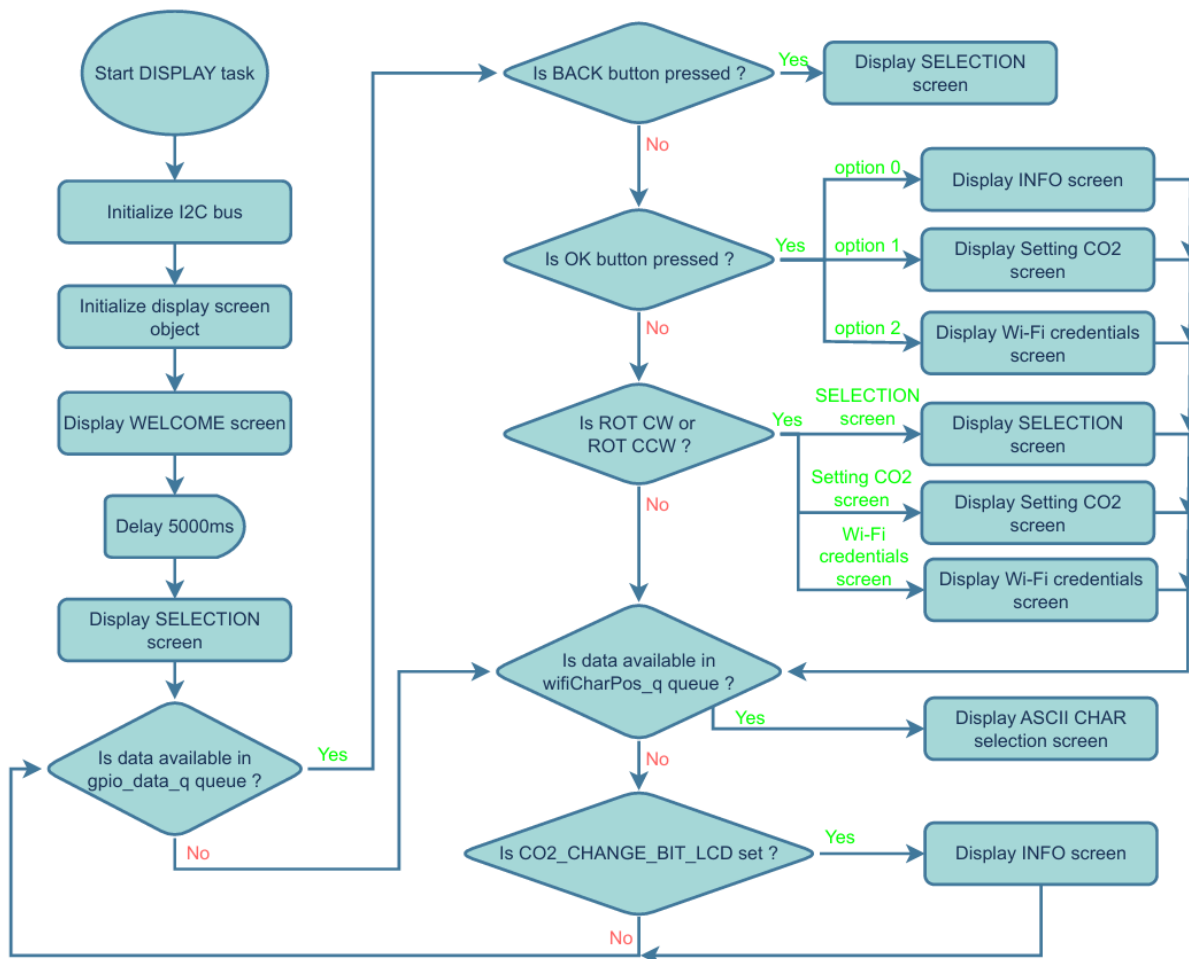 Start DISPLAY task
Initialize I2C bus
Initialize display screen
object
Display WELCOME screen
Delay 5000ms
Display SELECTION
screen
Is data available in
gpio_data_q queue ?
Yes
No
Is BACK button pressed ?
Yes
Display SELECTION
screen
No
Is OK button pressed ?
Yes
option 0
Display INFO screen
option 1
Display Setting CO2
screen
option 2
Display Wi-Fi credentials
screen
No
Is ROT CW or
ROT CCW ?
Yes
SELECTION
screen
Display SELECTION
screen
Setting CO2
screen
Display Setting CO2
screen
Wi-Fi
credentials
screen
Display Wi-Fi credentials
screen
No
Is data available in
wifiCharPos_q queue ?
Yes
Display ASCII CHAR
selection screen
No
Is CO2_CHANGE_BIT_LCD set ?
Yes
Display INFO screen
No